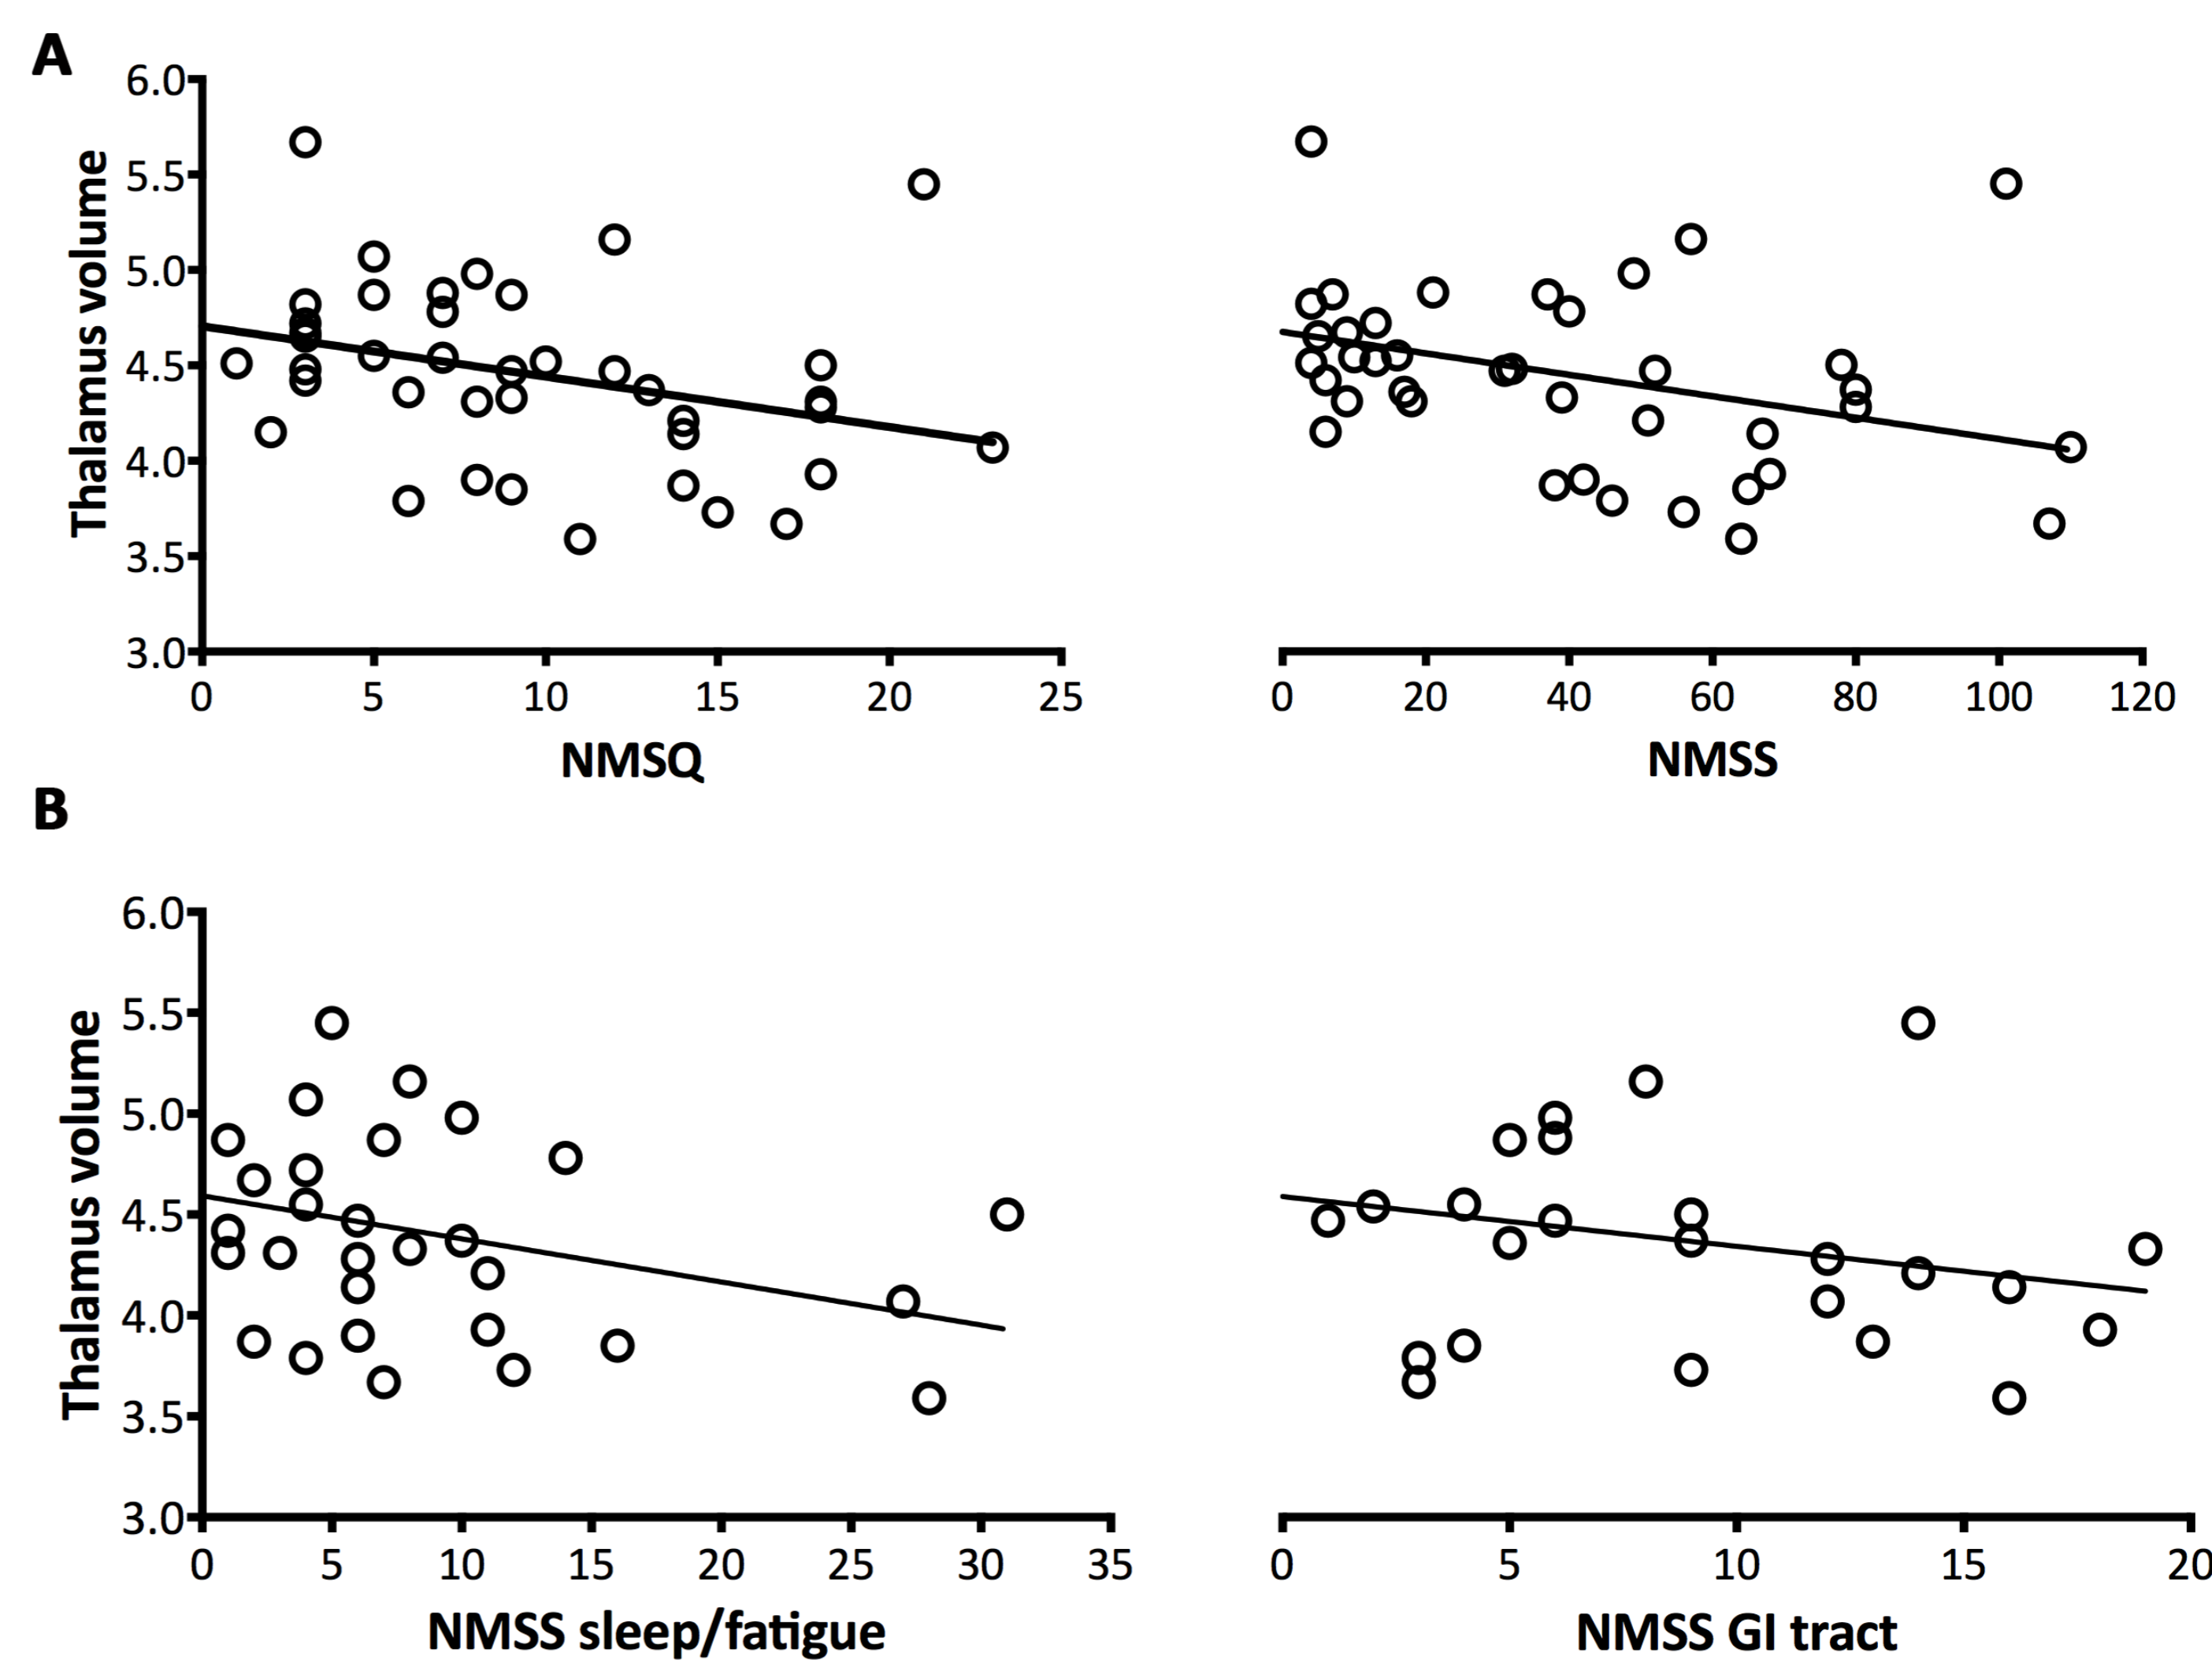 A
6.0
5.5
5.0
4.5
4.0
3.5
3.0
Thalamus volume
0 5 10 15 20 25
NMSQ
0 20 40 60 80 100 120
NMSS
B
6.0
5.5
5.0
4.5
4.0
3.5
3.0
Thalamus volume
0 5 10 15 20 25 30 35
NMSS sleep/fatigue
0 5 10 15 20
NMSS GI tract